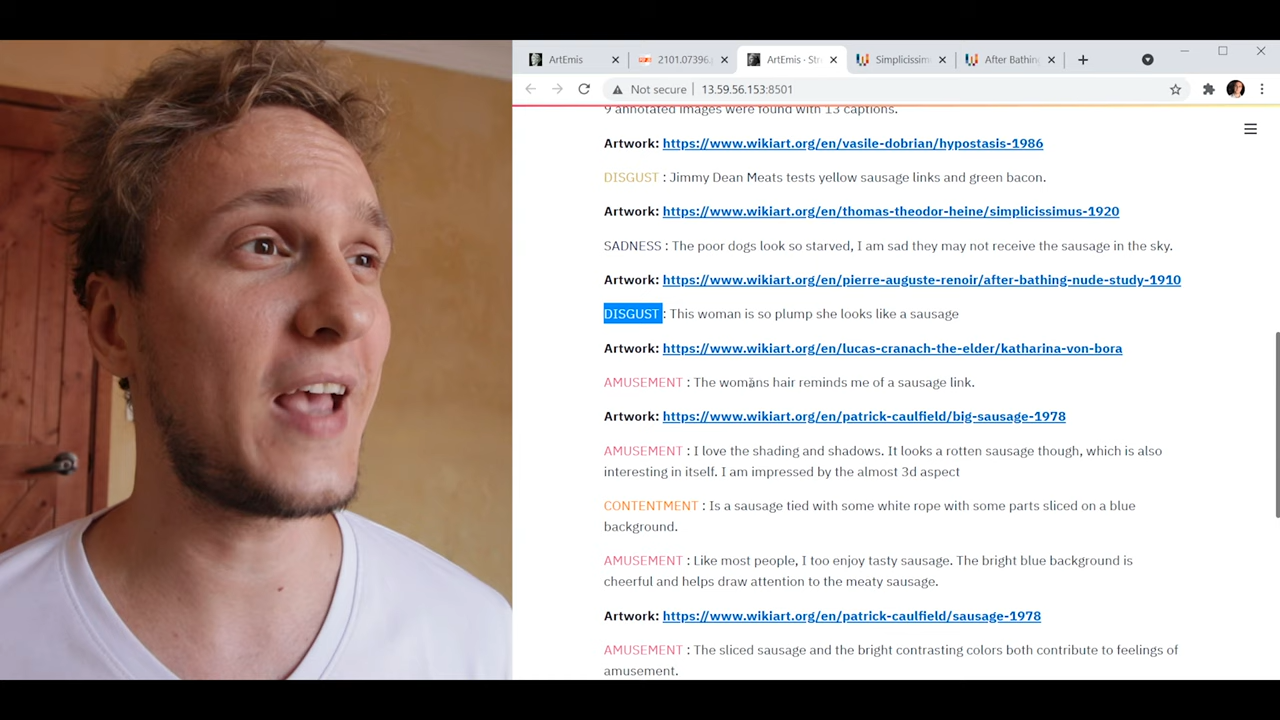 ArtEmis
2101.07396.
ArtEmis · Str
Simplicissim
After Bathing
Not secure
13.59.56.153:8501
9 annotated images were found with 13 captions.
Artwork: https://www.wikiart.org/en/vasile-dobrian/hypostasis-1986
DISGUST : Jimmy Dean Meats tests yellow sausage links and green bacon.
Artwork: https://www.wikiart.org/en/thomas-theodor-heine/simplicissimus-1920
SADNESS : The poor dogs look so starved, I am sad they may not receive the sausage in the sky.
Artwork: https://www.wikiart.org/en/pierre-auguste-renoir/after-bathing-nude-study-1910
DISGUST : This woman is so plump she looks like a sausage
Artwork: https://www.wikiart.org/en/lucas-cranach-the-elder/katharina-von-bora
AMUSEMENT : The womans hair reminds me of a sausage link.
Artwork: https://www.wikiart.org/en/patrick-caulfield/big-sausage-1978
AMUSEMENT : I love the shading and shadows. It looks a rotten sausage though, which is also
interesting in itself. I am impressed by the almost 3d aspect
CONTENTMENT : Is a sausage tied with some white rope with some parts sliced on a blue
background.
AMUSEMENT : Like most people, I too enjoy tasty sausage. The bright blue background is
cheerful and helps draw attention to the meaty sausage.
Artwork: https://www.wikiart.org/en/patrick-caulfield/sausage-1978
AMUSEMENT : The sliced sausage and the bright contrasting colors both contribute to feelings of
amusement.